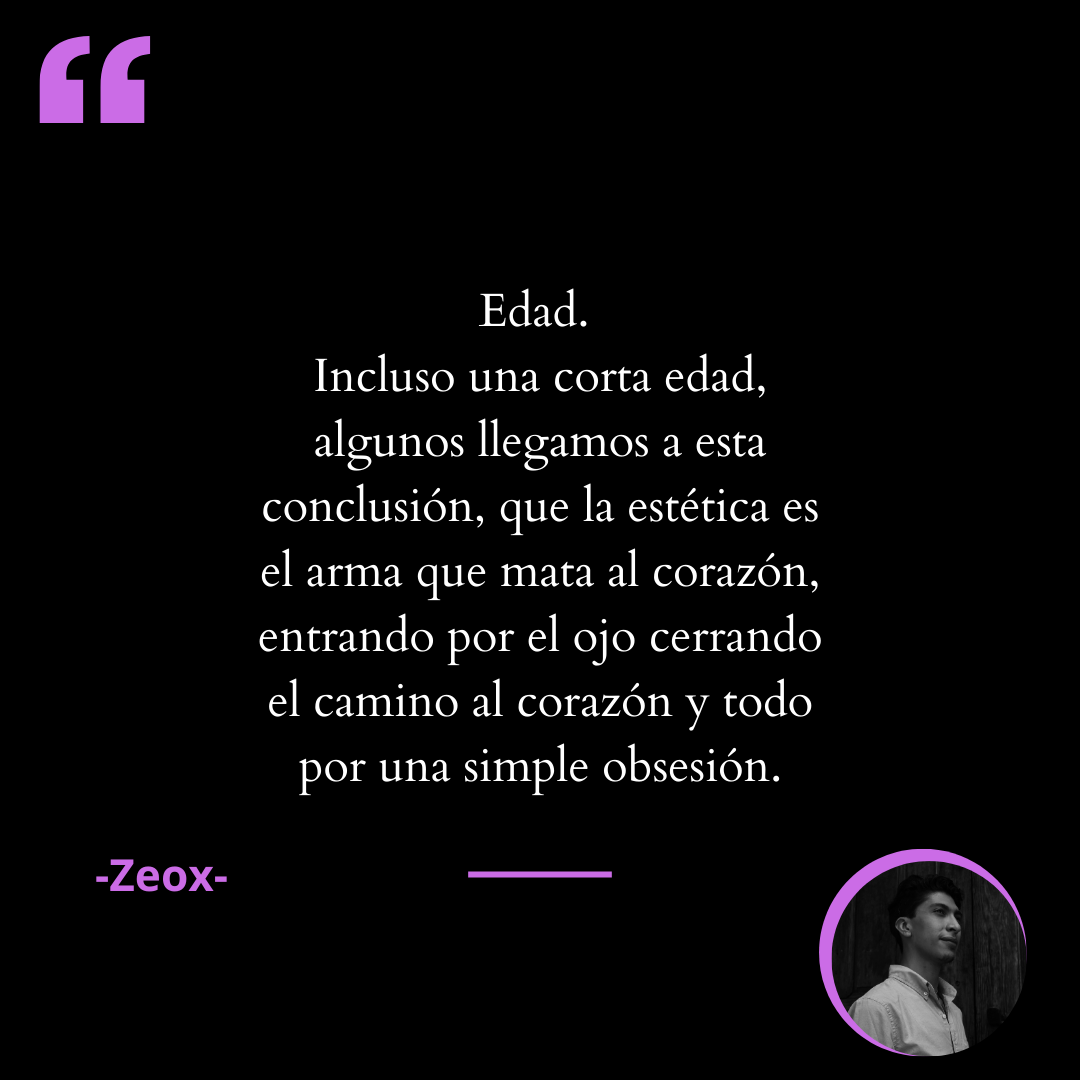 “
Edad.
Incluso una corta edad,
algunos llegamos a esta
conclusión, que la estética es
el arma que mata al corazón,
entrando por el ojo cerrando
el camino al corazón y todo
por una simple obsesión.
-Zeox-